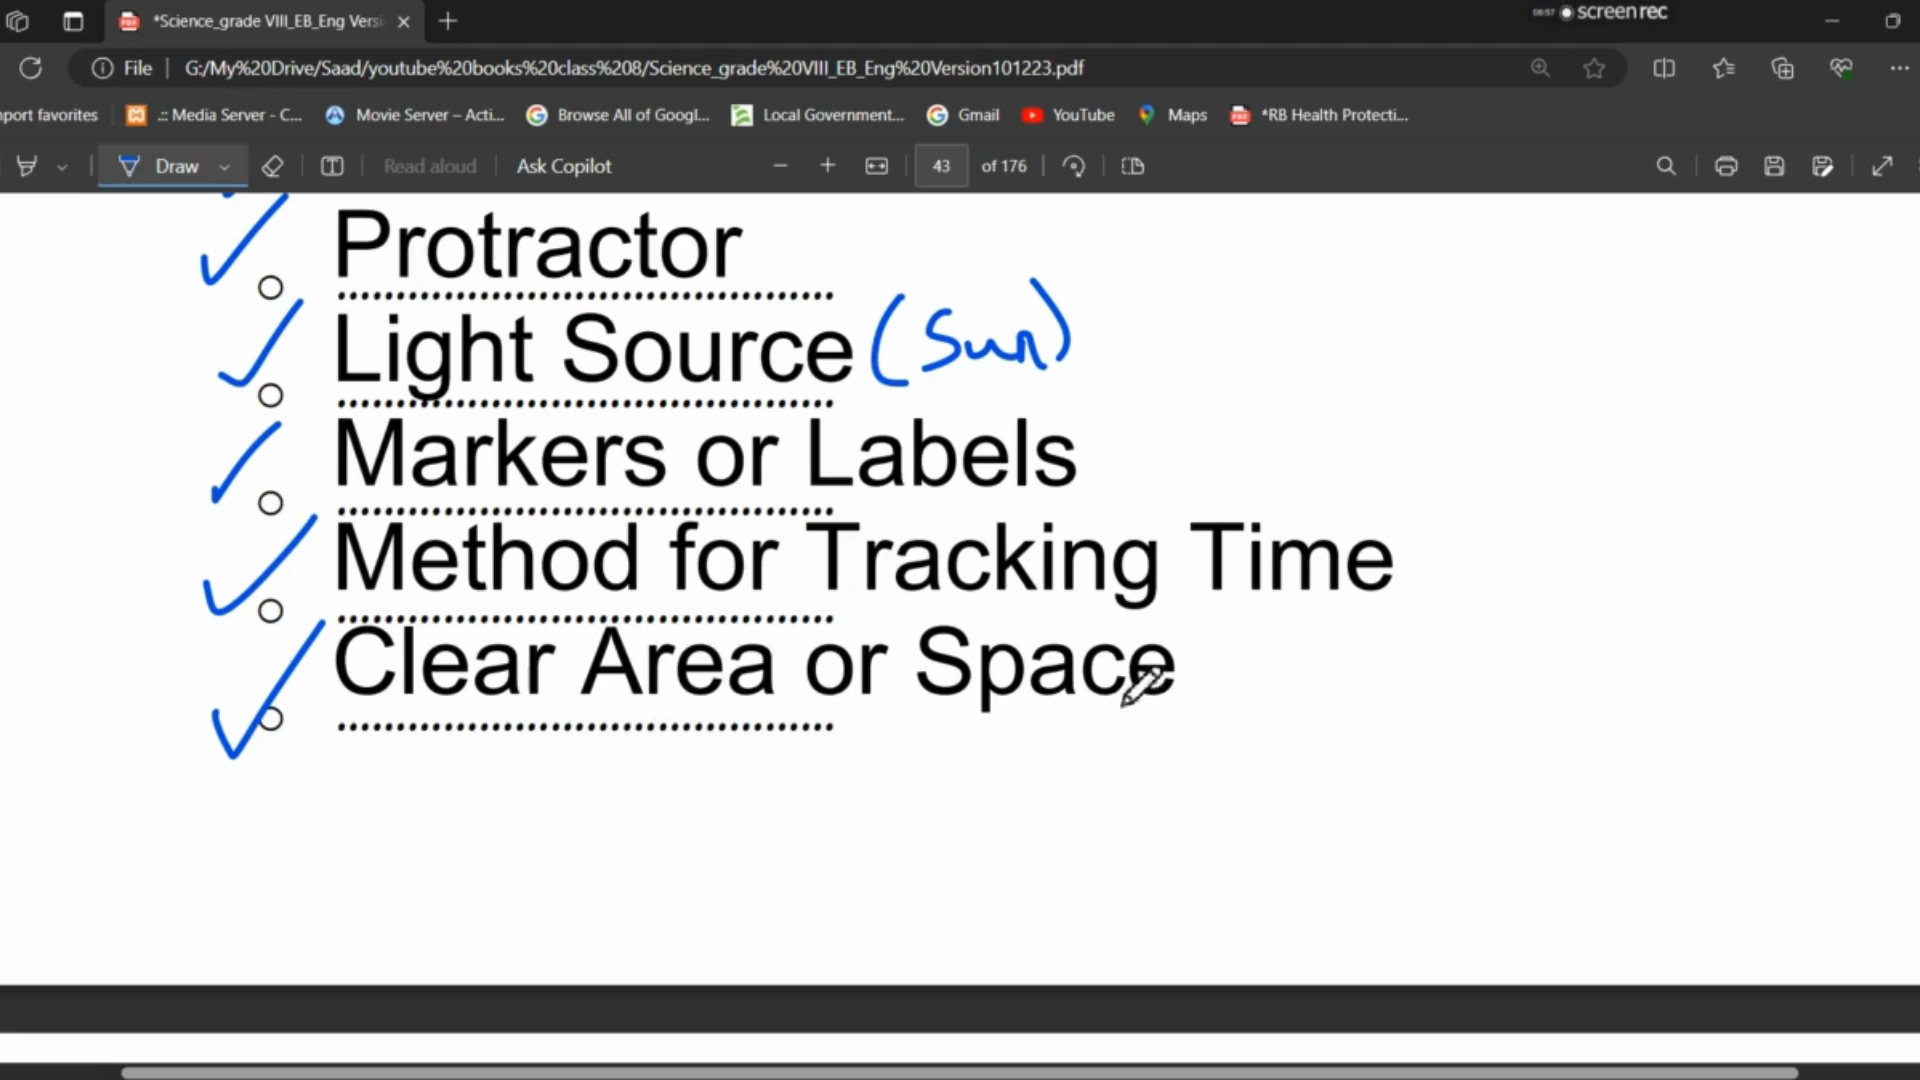 *Science_grade VIII_EB_Eng Versi
08:57 screenrec
File G:/My%20Drive/Saad/youtube%20books%20class%208/Science_grade%20VIII_EB_Eng%20Version101223.pdf
port favorites .:: Media Server - C... Movie Server – Acti... Browse All of Googl... Local Government... Gmail YouTube Maps *RB Health Protecti...
Draw Read aloud Ask Copilot 43 of 176
Protractor
Light Source (Sun)
Markers or Labels
Method for Tracking Time
Clear Area or Space